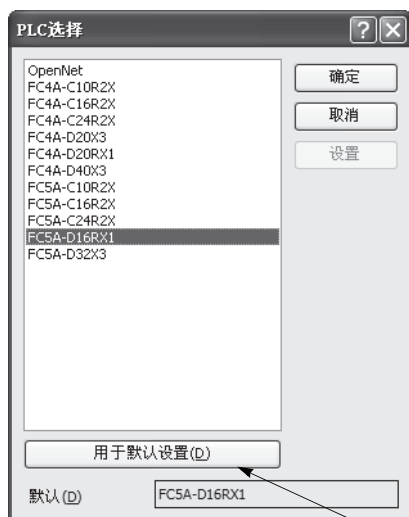 PLC选择
OpenNet
FC4A-C10R2X
FC4A-C16R2X
FC4A-C24R2X
FC4A-D20X3
FC4A-D20RX1
FC4A-D40X3
FC5A-C10R2X
FC5A-C16R2X
FC5A-C24R2X
FC5A-D16RX1
FC5A-D32X3
确定
取消
设置
用于默认设置(D)
默认(D)
FC5A-D16RX1